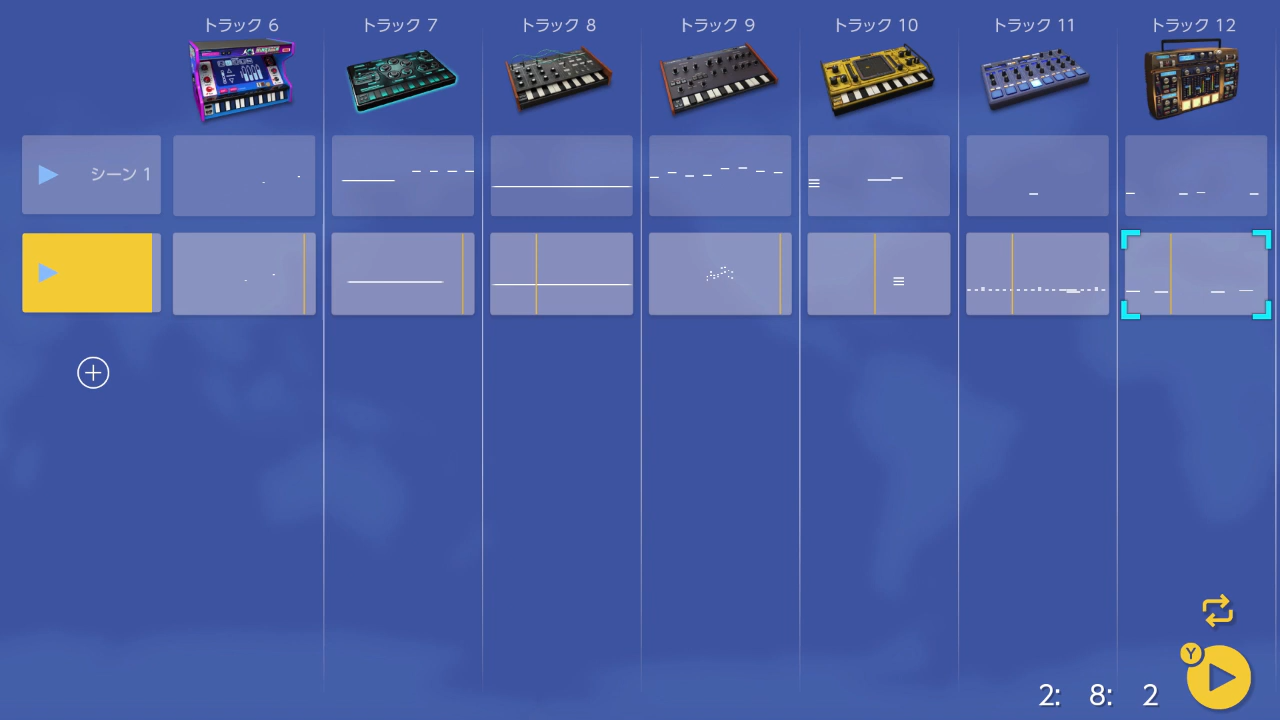 トラック 6
トラック 7
トラック 8
トラック 9
トラック 10
トラック 11
トラック 12
シーン 1
Y
2: 8: 2